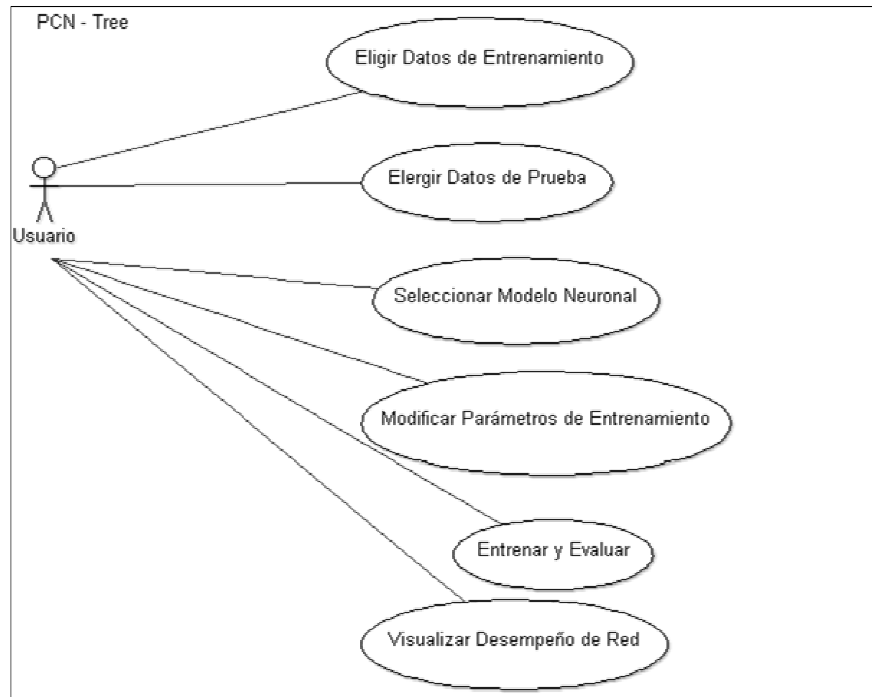 PCN - Tree
Eligir Datos de Entrenamiento
Elergir Datos de Prueba
Usuario
Seleccionar Modelo Neuronal
Modificar Parámetros de Entrenamiento
Entrenar y Evaluar
Visualizar Desempeño de Red